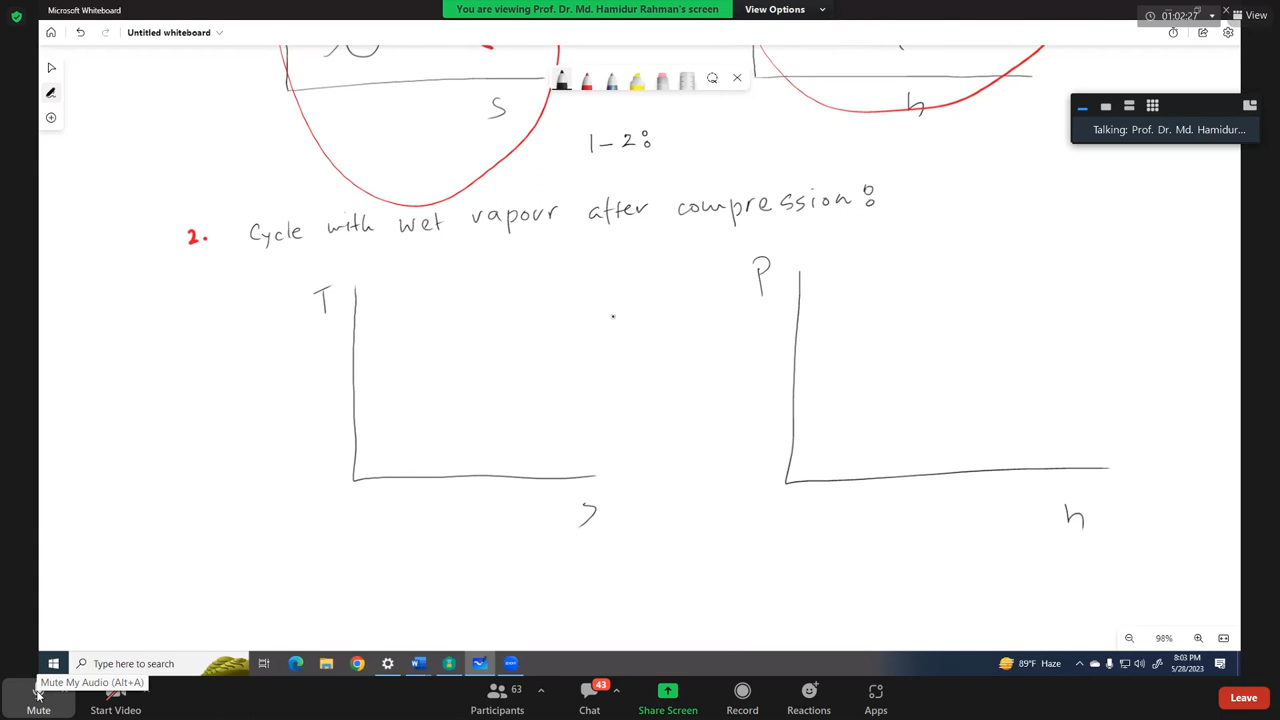 Microsoft Whiteboard
You are viewing Prof. Dr. Md. Hamidur Rahman's screen
View Options
01:02:27
View
Untitled whiteboard
Talking: Prof. Dr. Md. Hamidur...
S
h
1-2:
2. Cycle with wet vapour after compression:
T
P
S
h
98%
Type here to search
89°F Haze
8:03 PM
5/28/2023
Mute My Audio (Alt+A)
Mute
Start Video
63
Participants
43
Chat
Share Screen
Record
Reactions
Apps
Leave